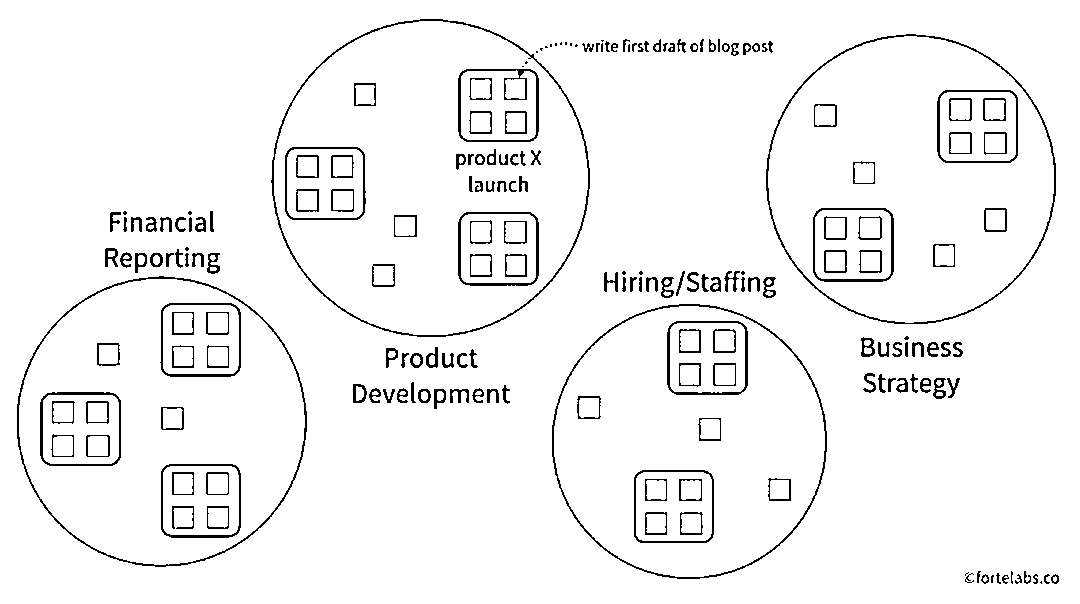 write first draft of blog post
product X
launch
Financial
Reporting
Hiring/Staffing
Product
Development
Business
Strategy
©fortelabs.co